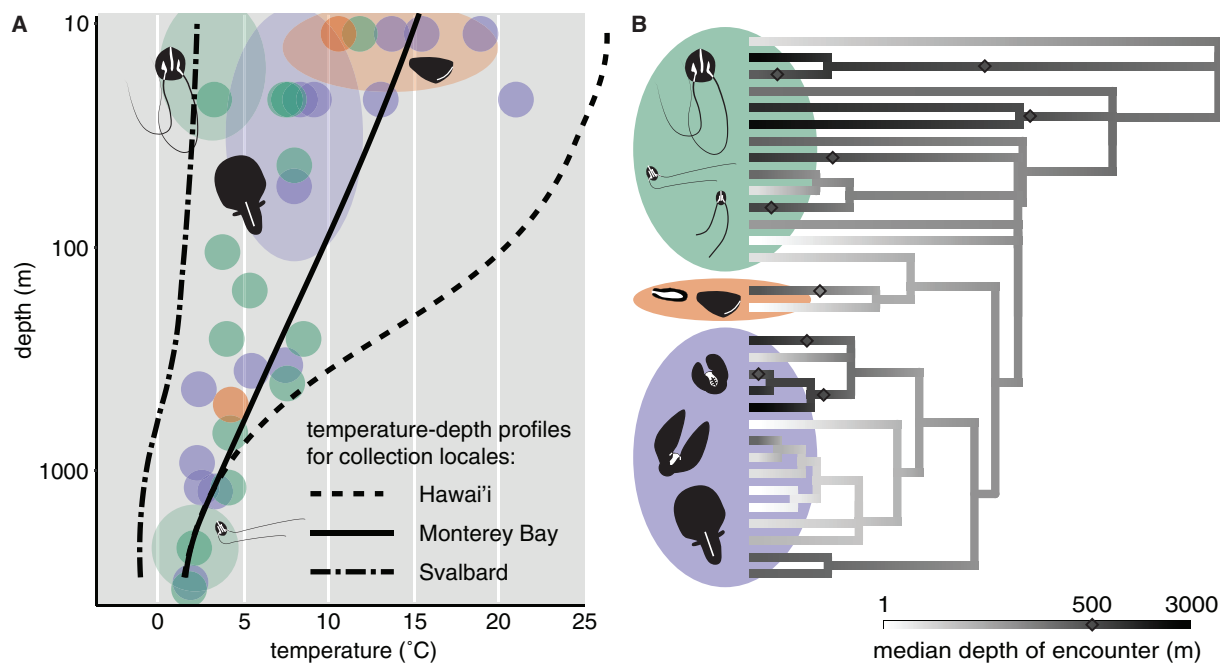 A
10
100
1000
depth (m)
0 5 10 15 20 25
temperature (˚C)
temperature-depth profiles
for collection locales:
Hawai'i
Monterey Bay
Svalbard
B
1 500 3000
median depth of encounter (m)